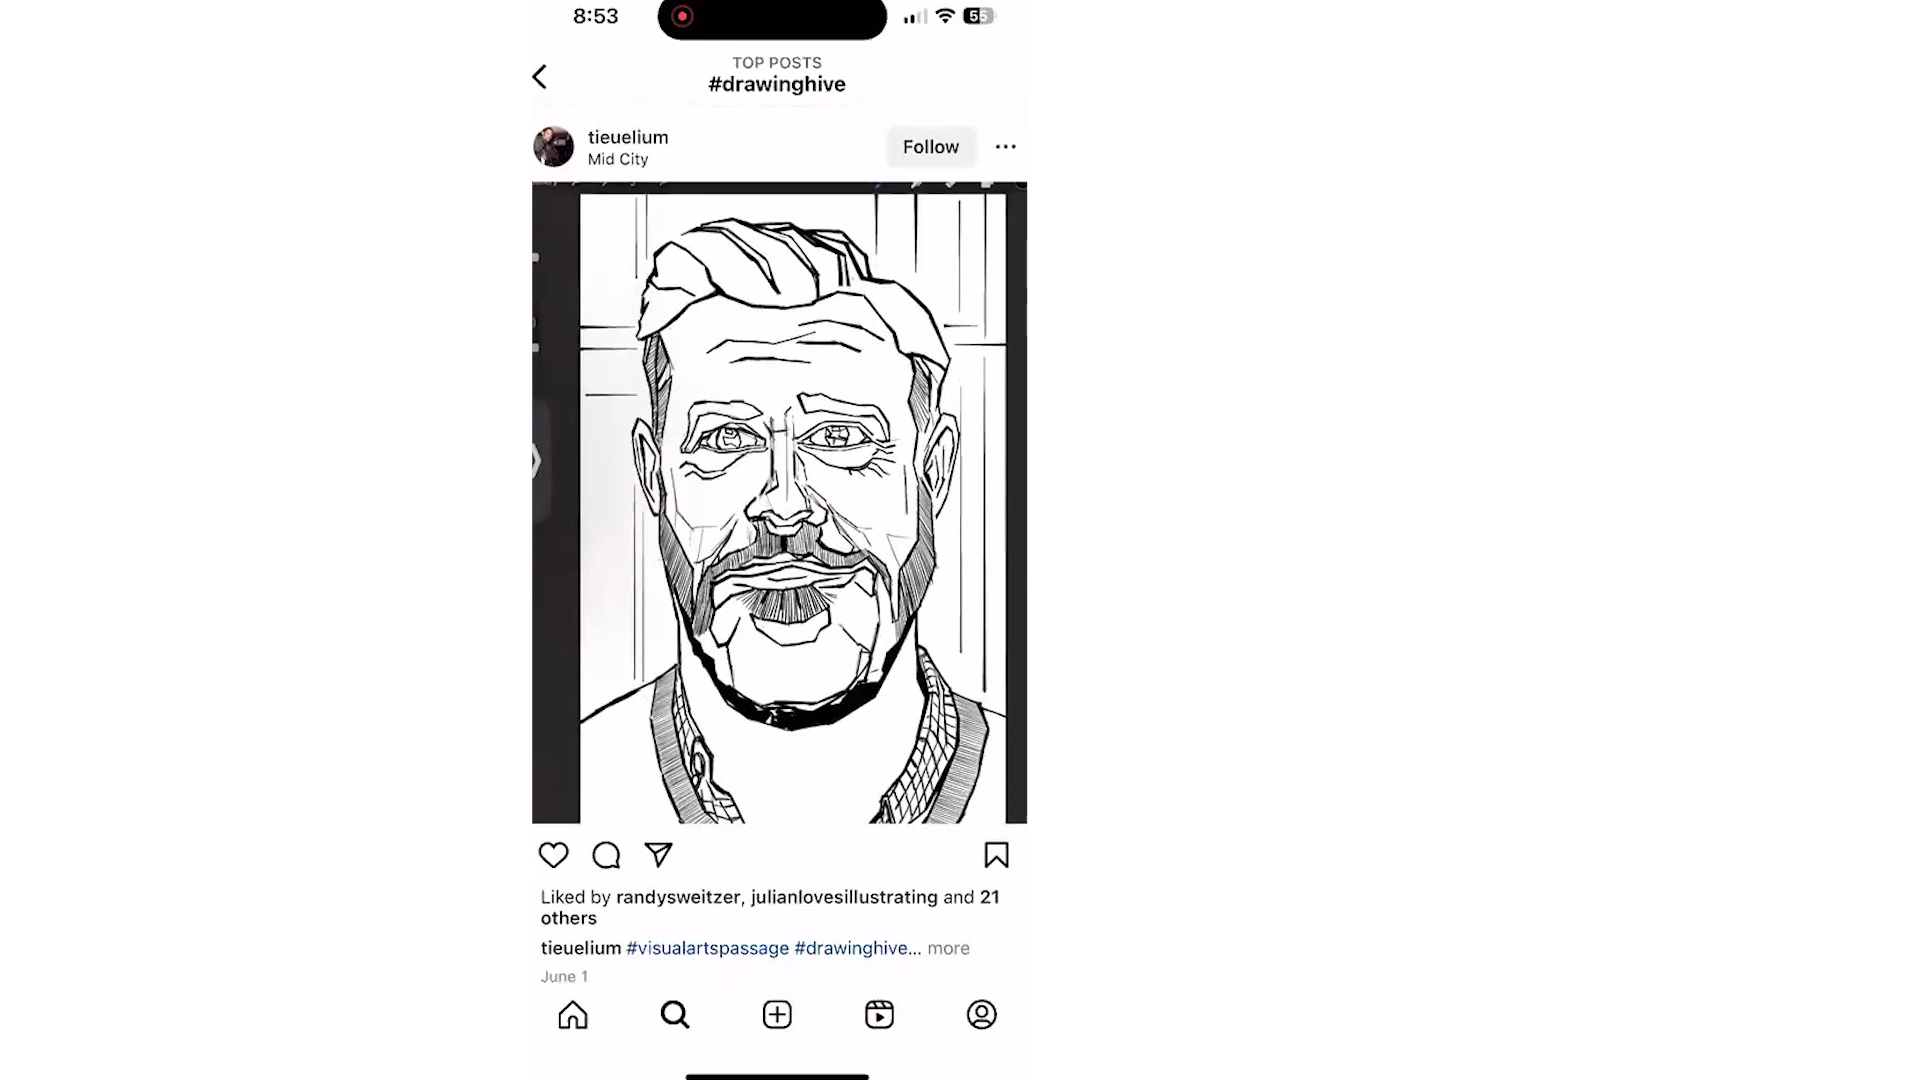 8:53
55
TOP POSTS
#drawinghive
tieuelium
Mid City
Follow
Liked by randysweitzer, julianlovesillustrating and 21
others
tieuelium #visualartspassage #drawinghive... more
June 1